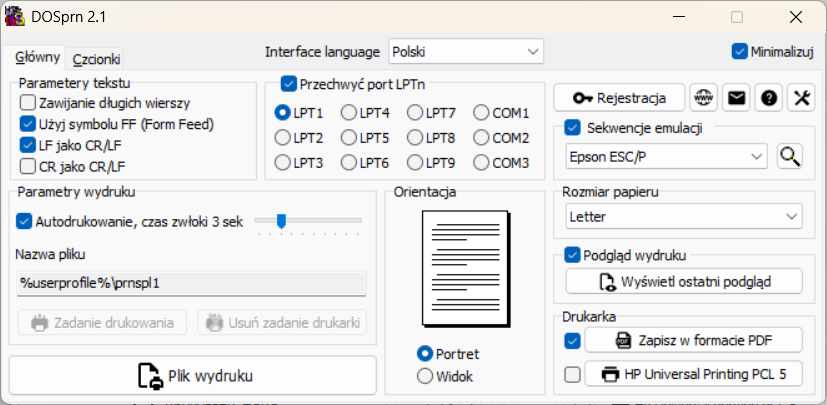 DOSprn 2.1
Główny
Czcionki
Interface language
Polski
Minimalizuj
Parametery tekstu
Zawijanie długich wierszy
Użyj symbolu FF (Form Feed)
LF jako CR/LF
CR jako CR/LF
Przechwyć port LPTn
LPT1 LPT4 LPT7 COM1
LPT2 LPT5 LPT8 COM2
LPT3 LPT6 LPT9 COM3
Rejestracja
www
Sekwencje emulacji
Epson ESC/P
Parametry wydruku
Autodrukowanie, czas zwłoki 3 sek
Nazwa pliku
%userprofile%\prnspl1
Zadanie drukowania
Usuń zadanie drukarki
Plik wydruku
Orientacja
Portret
Widok
Rozmiar papieru
Letter
Podgląd wydruku
Wyświetl ostatni podgląd
Drukarka
PDF
Zapisz w formacie PDF
HP Universal Printing PCL 5